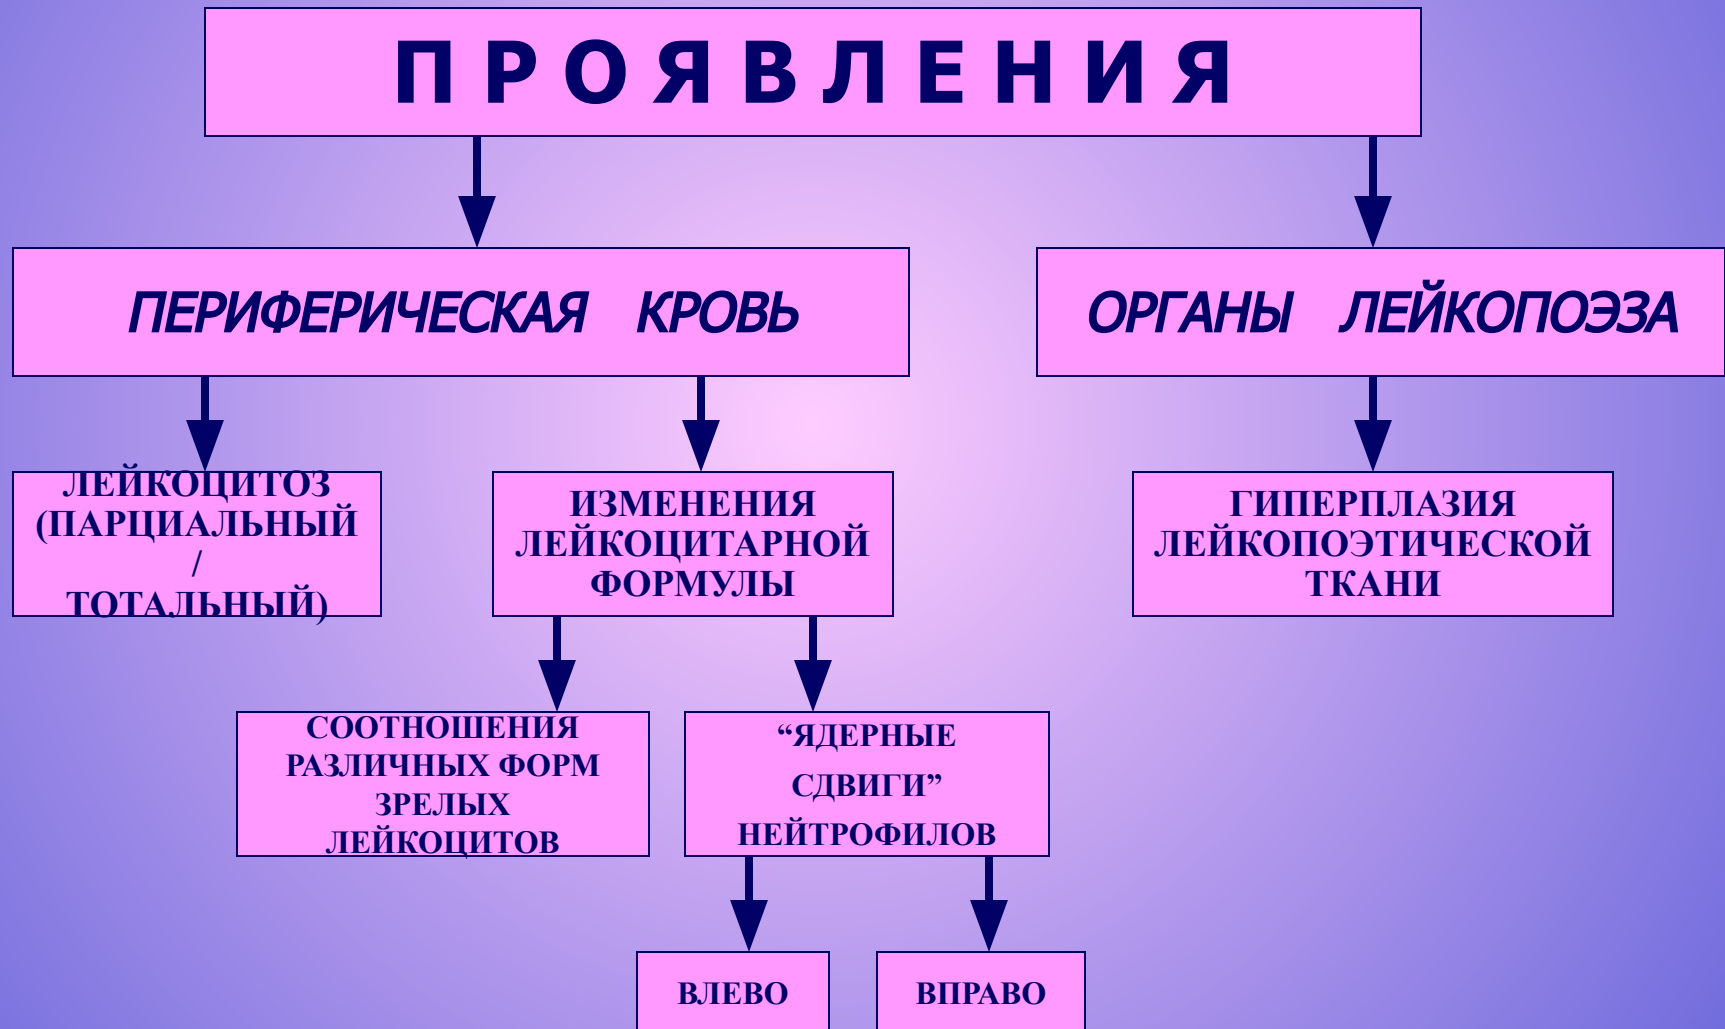 ПРОЯВЛЕНИЯ
ПЕРИФЕРИЧЕСКАЯ КРОВЬ
ОРГАНЫ ЛЕЙКОПОЭЗА
ЛЕЙКОЦИТОЗ
(ПАРЦИАЛЬНЫЙ
/
ТОТАЛЬНЫЙ)
ИЗМЕНЕНИЯ
ЛЕЙКОЦИТАРНОЙ
ФОРМУЛЫ
ГИПЕРПЛАЗИЯ
ЛЕЙКОПОЭТИЧЕСКОЙ
ТКАНИ
СООТНОШЕНИЯ
РАЗЛИЧНЫХ ФОРМ
ЗРЕЛЫХ
ЛЕЙКОЦИТОВ
“ЯДЕРНЫЕ
СДВИГИ”
НЕЙТРОФИЛОВ
ВЛЕВО
ВПРАВО